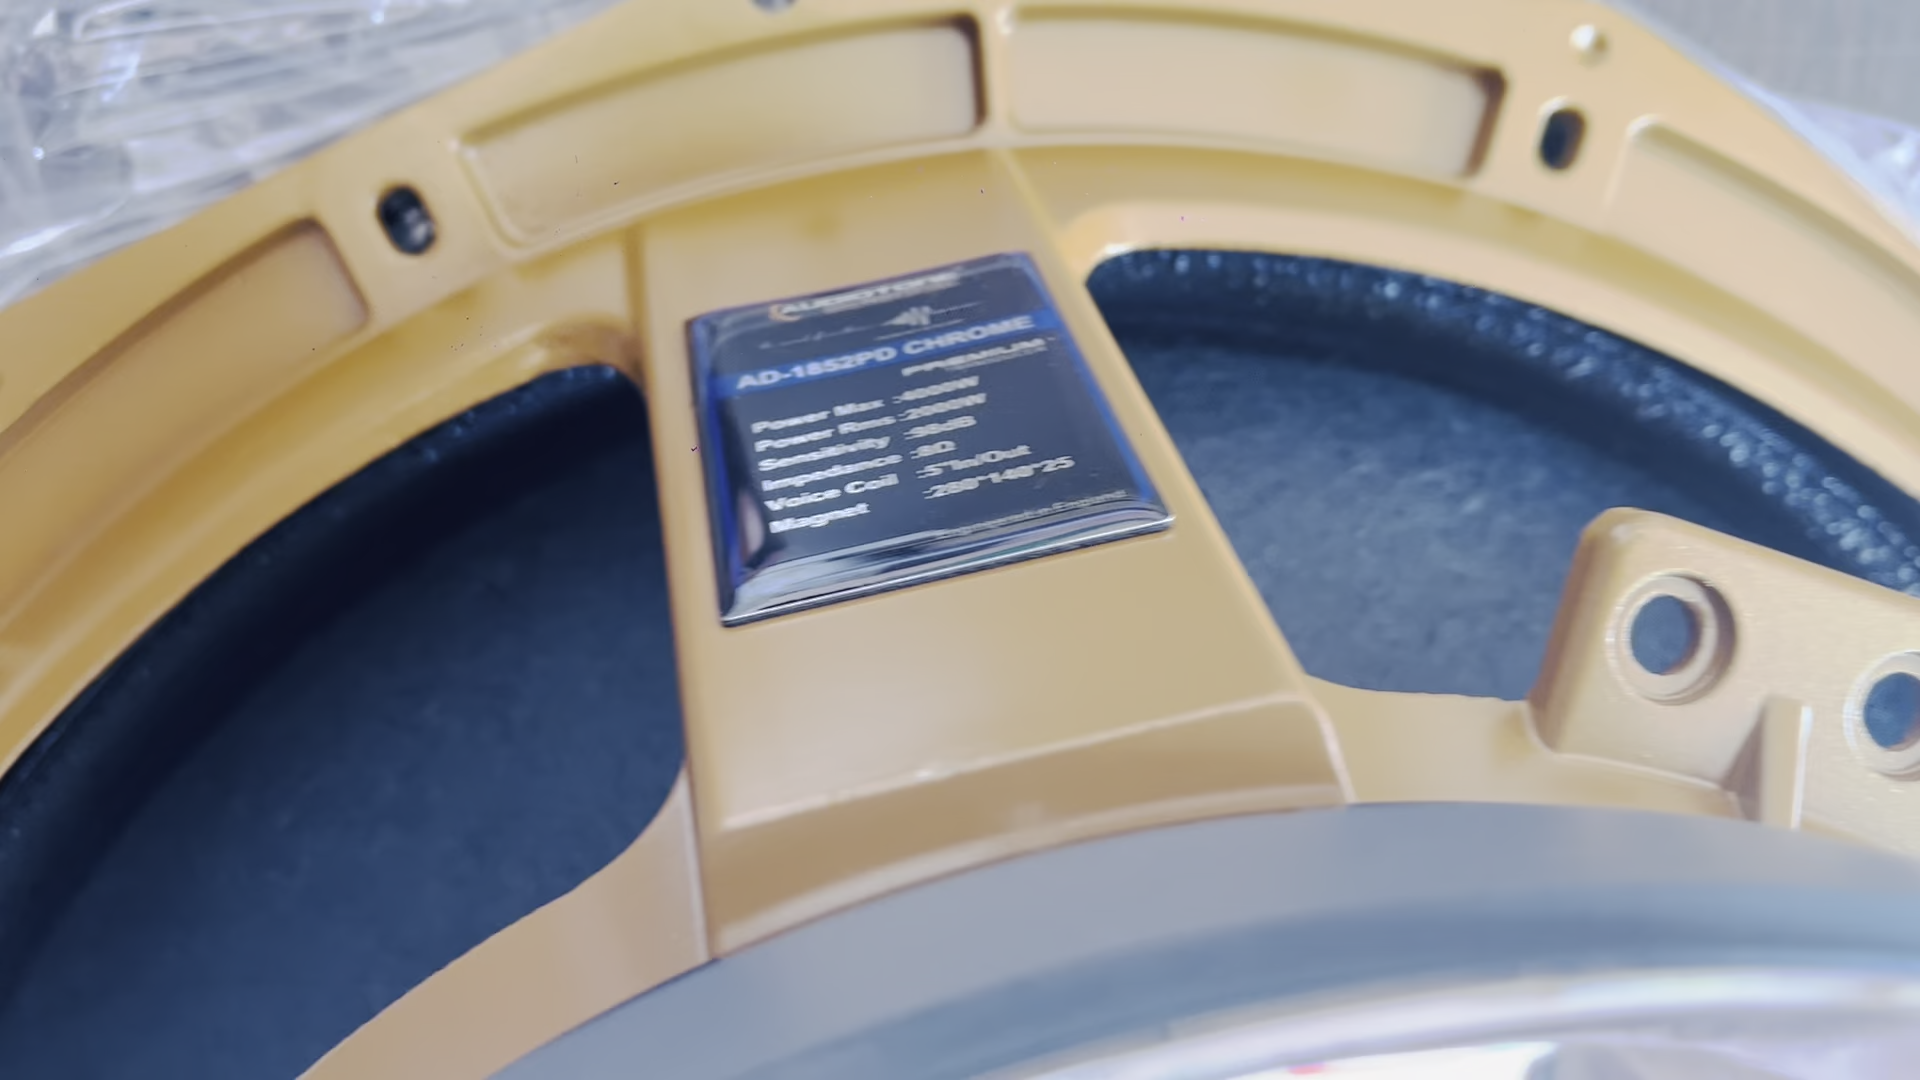 AUDIOTONE
AD-1852PD CHROME
PREMIUM
Power Max :4000W
Power Rms :2000W
Sensitivity :98dB
Impedance :8Ω
Voice Coil :5"In/Out
Magnet :280*140*25